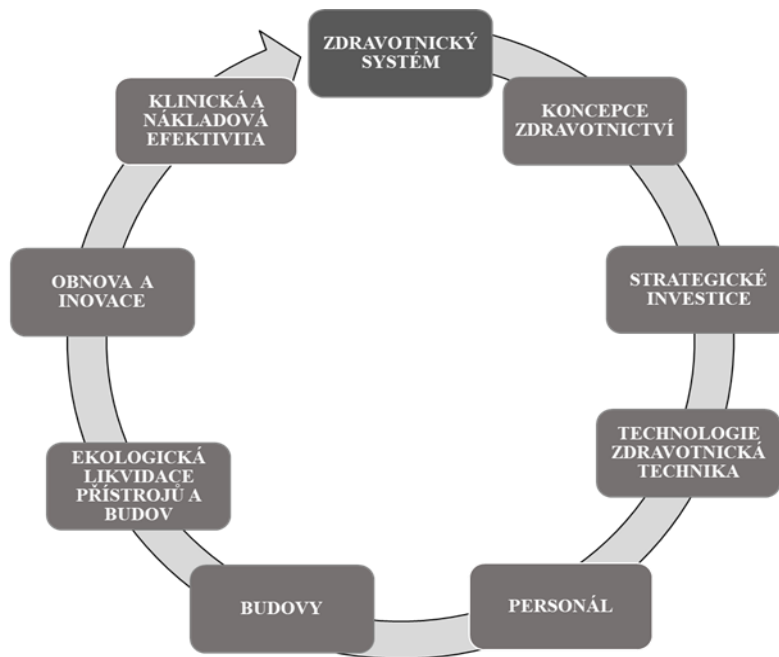 ZDRAVOTNICKÝ
SYSTÉM
KONCEPCE
ZDRAVOTNICTVÍ
STRATEGICKÉ
INVESTICE
TECHNOLOGIE
ZDRAVOTNICKÁ
TECHNIKA
PERSONÁL
BUDOVY
EKOLOGICKÁ
LIKVIDACE
PŘÍSTROJŮ A
BUDOV
OBNOVA A
INOVACE
KLINICKÁ A
NÁKLADOVÁ
EFEKTIVITA